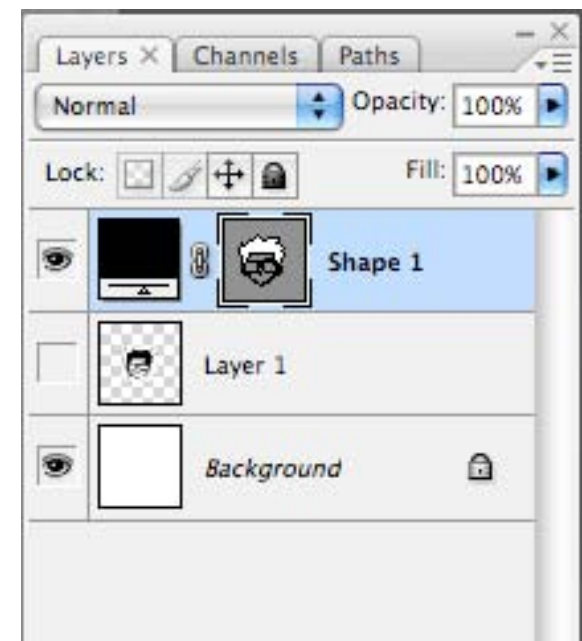 Layers Channels Paths
Normal Opacity: 100%
Lock: Fill: 100%
Shape 1
Layer 1
Background